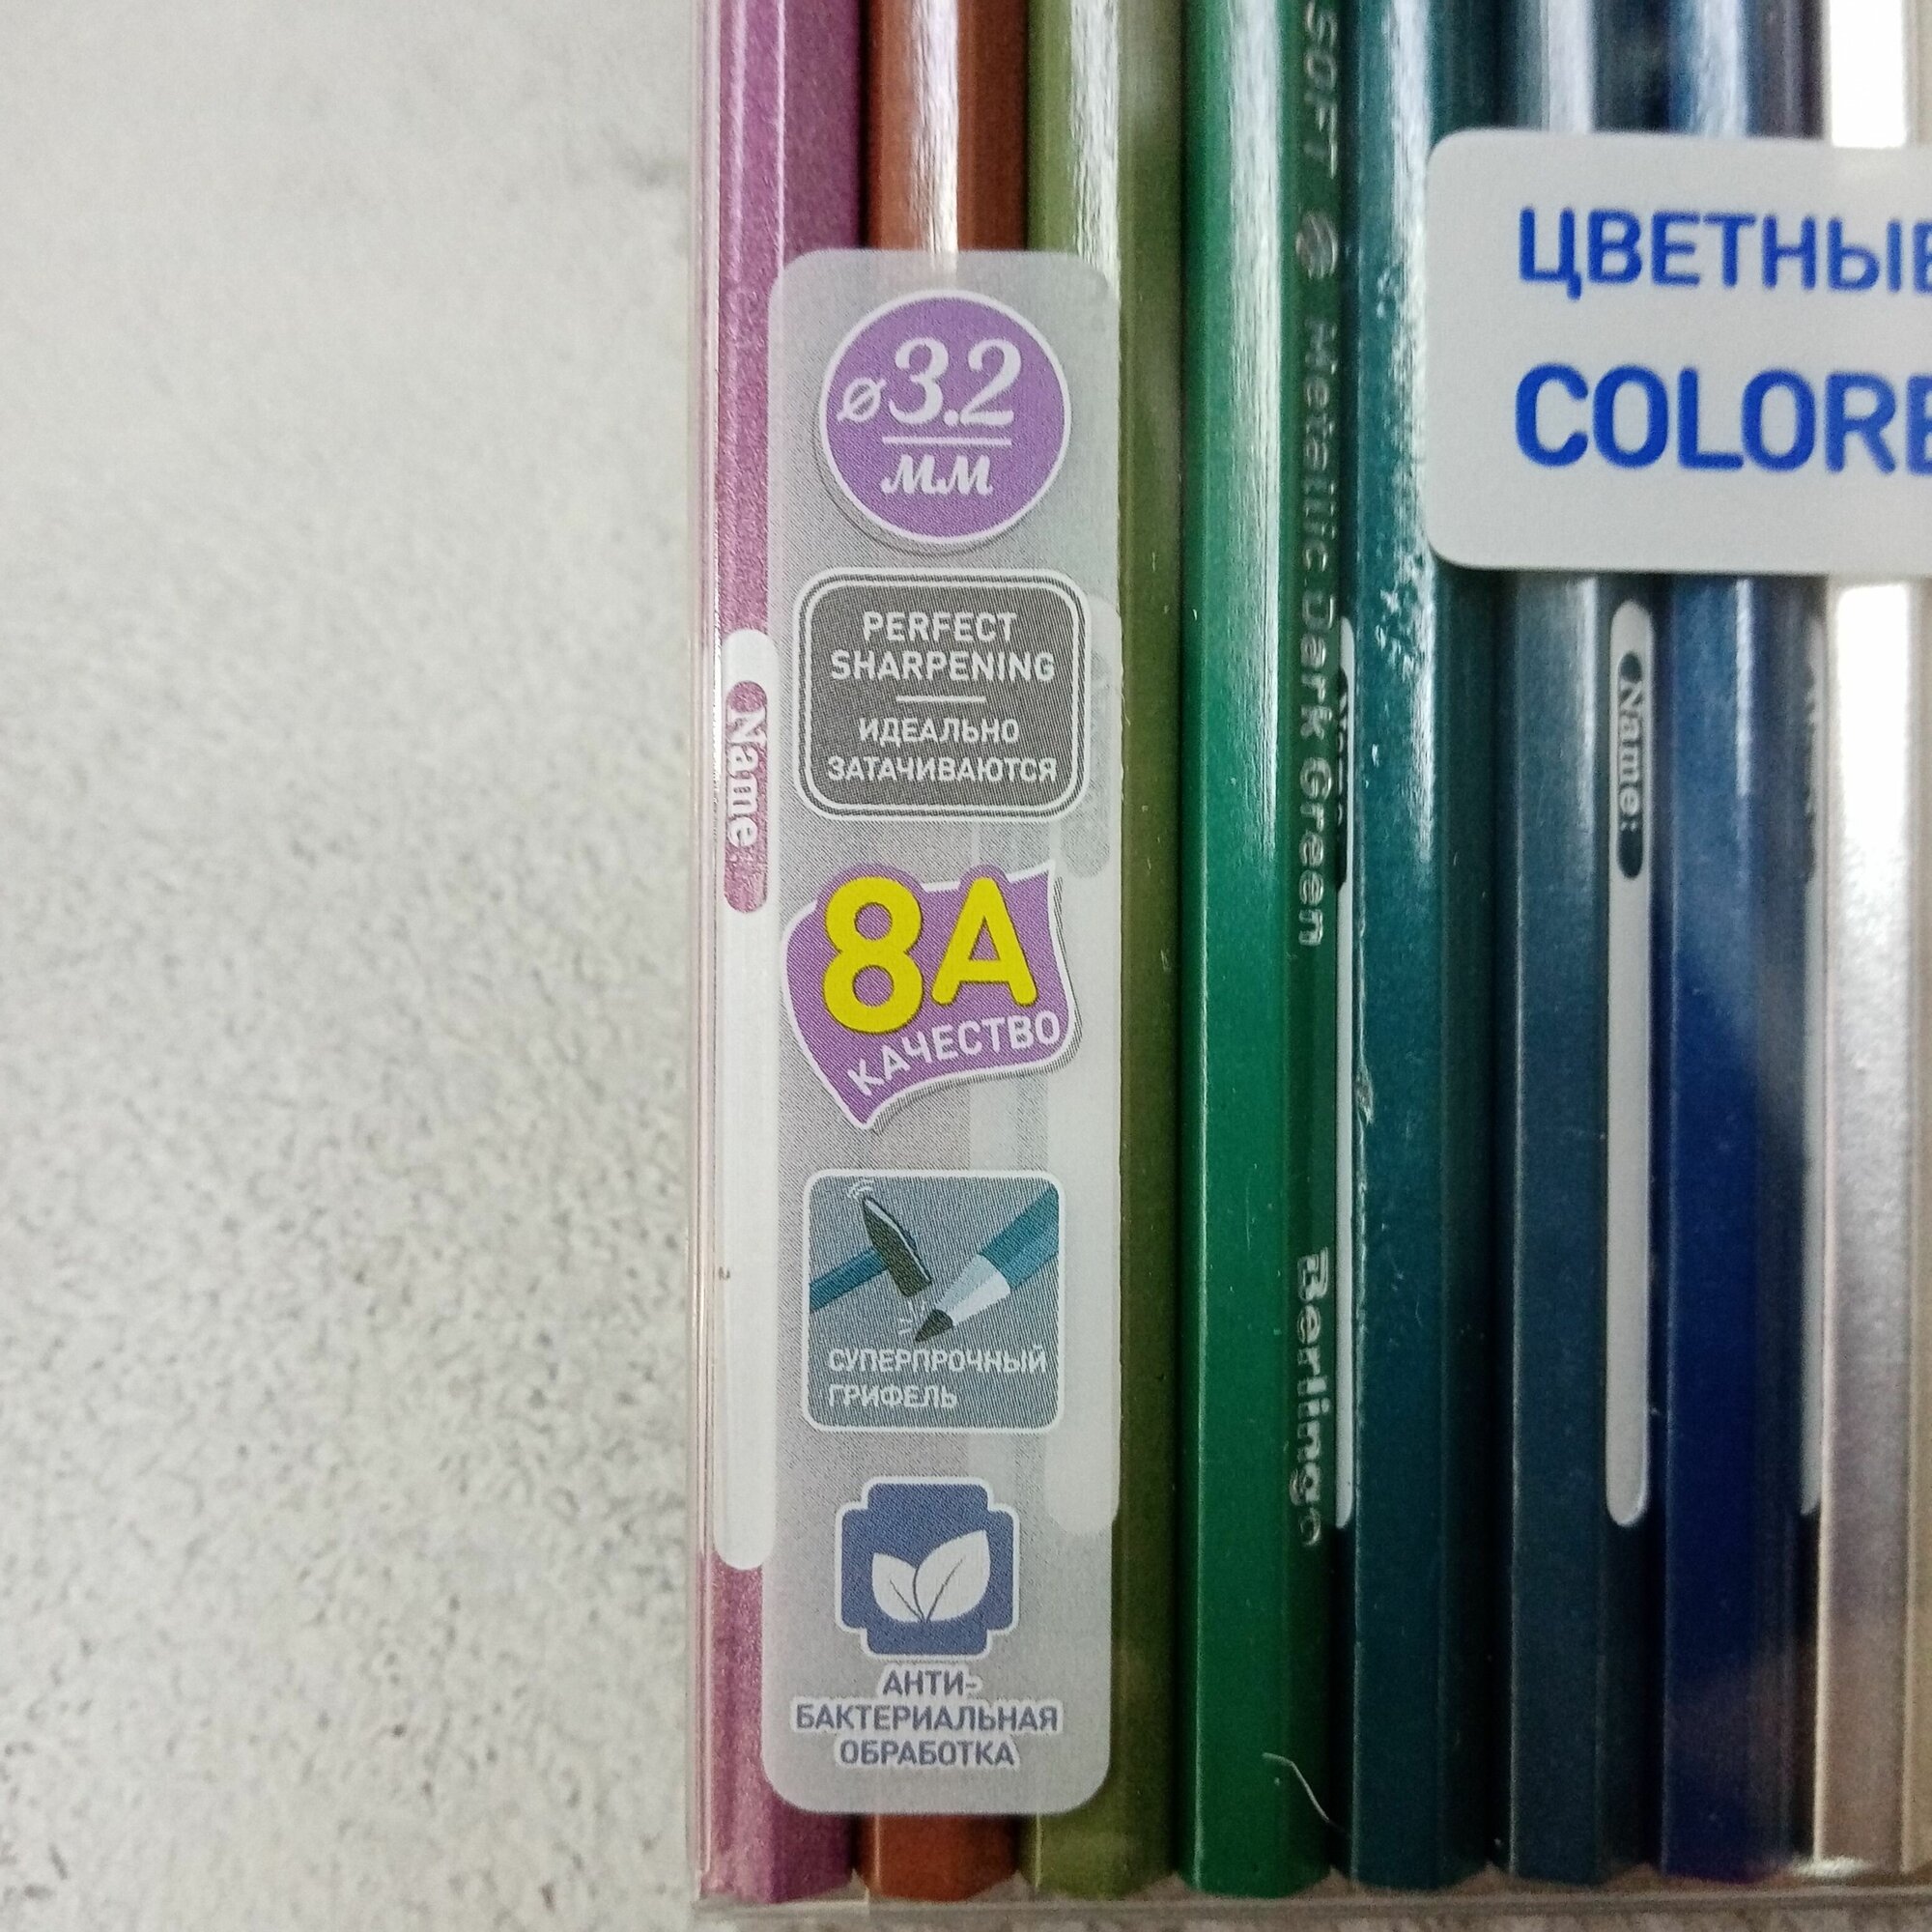 ø3.2
мм
PERFECT
SHARPENING
ИДЕАЛЬНО
ЗАТАЧИВАЮТСЯ
8А
КАЧЕСТВО
СУПЕРПРОЧНЫЙ
ГРИФЕЛЬ
АНТИ-
БАКТЕРИАЛЬНАЯ
ОБРАБОТКА
Name
SOFT Metallic Dark Green Berlingo
Name:
ЦВЕТНЫЕ
COLORE